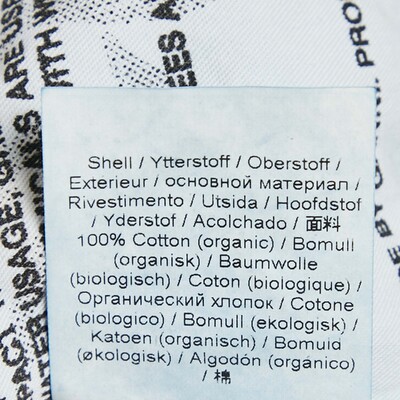 Shell / Ytterstoff / Oberstoff /
Exterieur / основной материал /
Rivestimento / Utsida / Hoofdstof
/ Yderstof / Acolchado / 面料
100% Cotton (organic) / Bomull
(organisk) / Baumwolle
(biologisch) / Coton (biologique) /
Органический хлопок / Cotone
(biologico) / Bomull (ekologisk) /
Katoen (organisch) / Bomuld
(økologisk) / Algodón (orgánico)
/ 棉